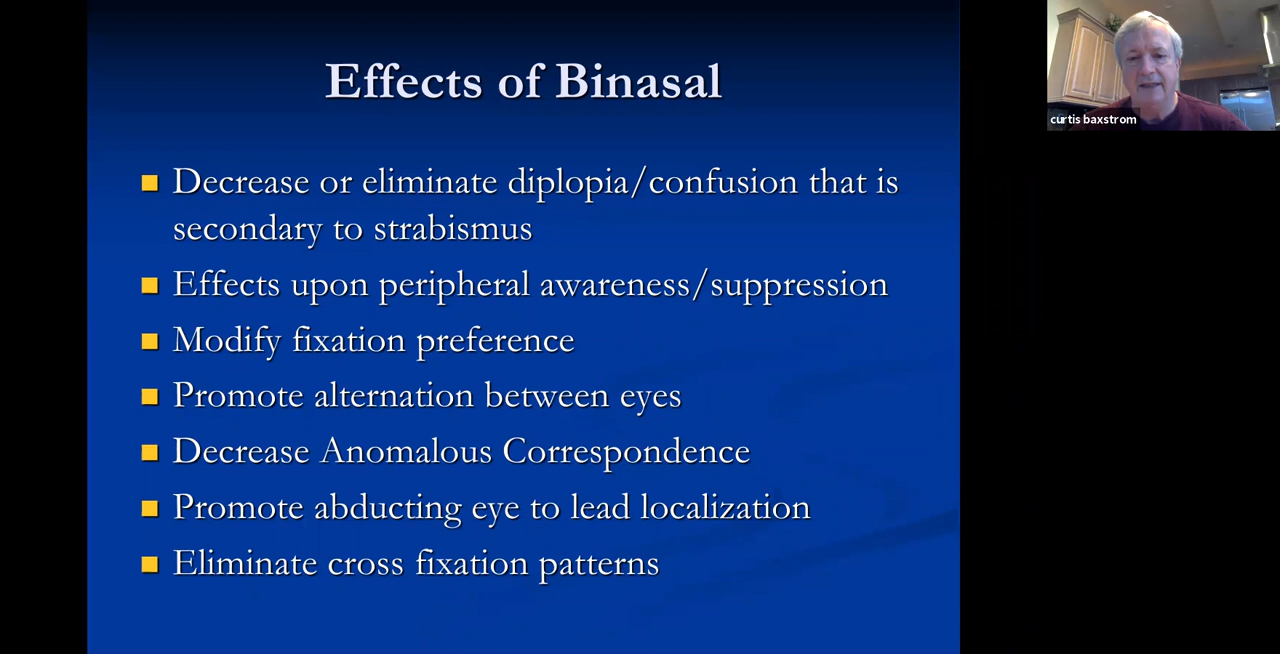 Effects of Binasal
Decrease or eliminate diplopia/confusion that is
secondary to strabismus
Effects upon peripheral awareness/suppression
Modify fixation preference
Promote alternation between eyes
Decrease Anomalous Correspondence
Promote abducting eye to lead localization
Eliminate cross fixation patterns
curtis baxstrom